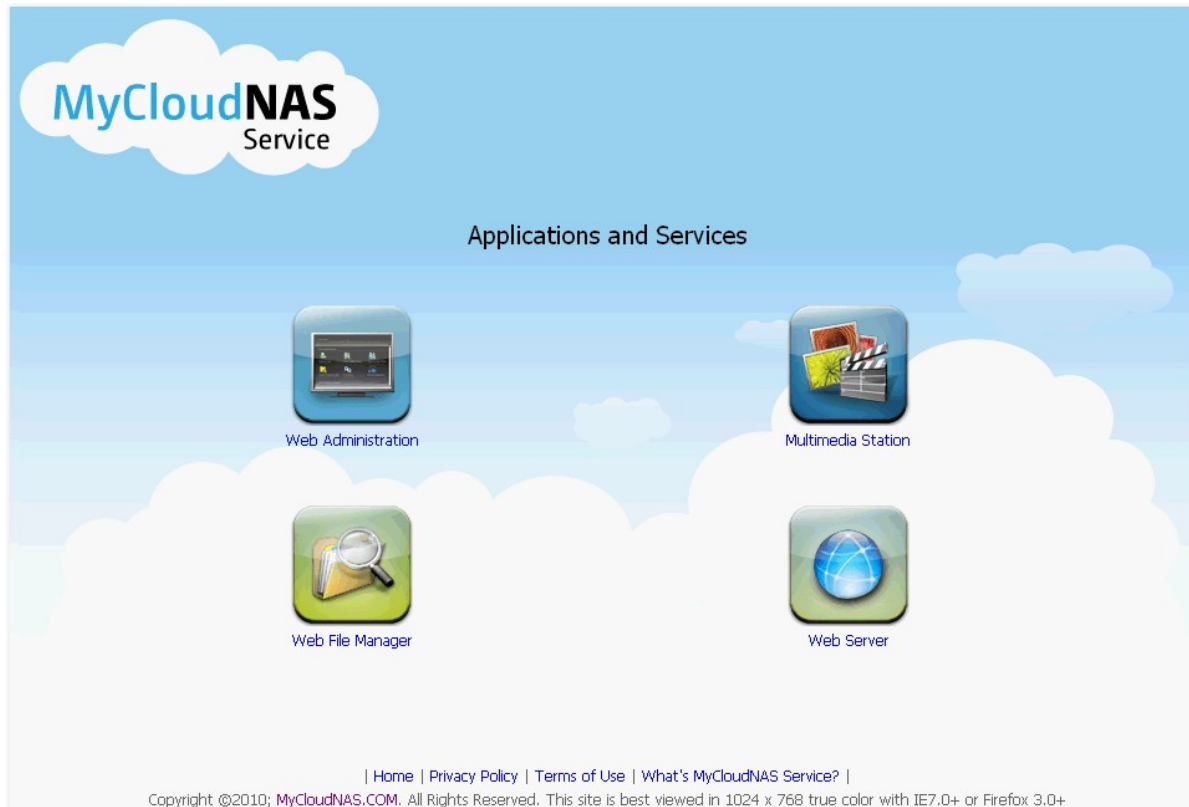 MyCloudNAS
Service
Applications and Services
Web Administration
Multimedia Station
Web File Manager
Web Server
| Home | Privacy Policy | Terms of Use | What's MyCloudNAS Service? |
Copyright ©2010; MyCloudNAS.COM. All Rights Reserved. This site is best viewed in 1024 x 768 true color with IE7.0+ or Firefox 3.0+